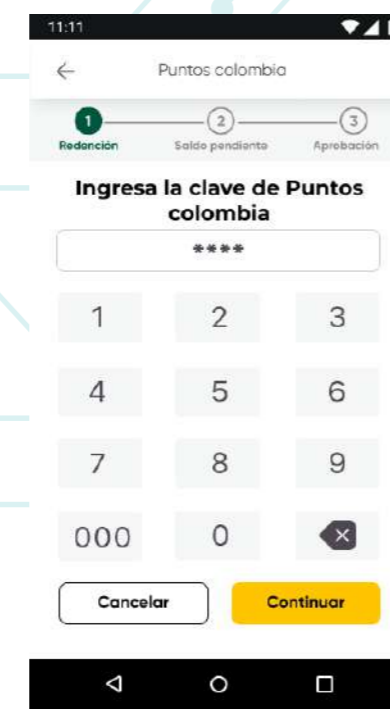 11:11
Puntos colombia
1 2 3
Redención Saldo pendiente Aprobación
Ingresa la clave de Puntos
colombia
****
1 2 3
4 5 6
7 8 9
000 0
Cancelar Continuar